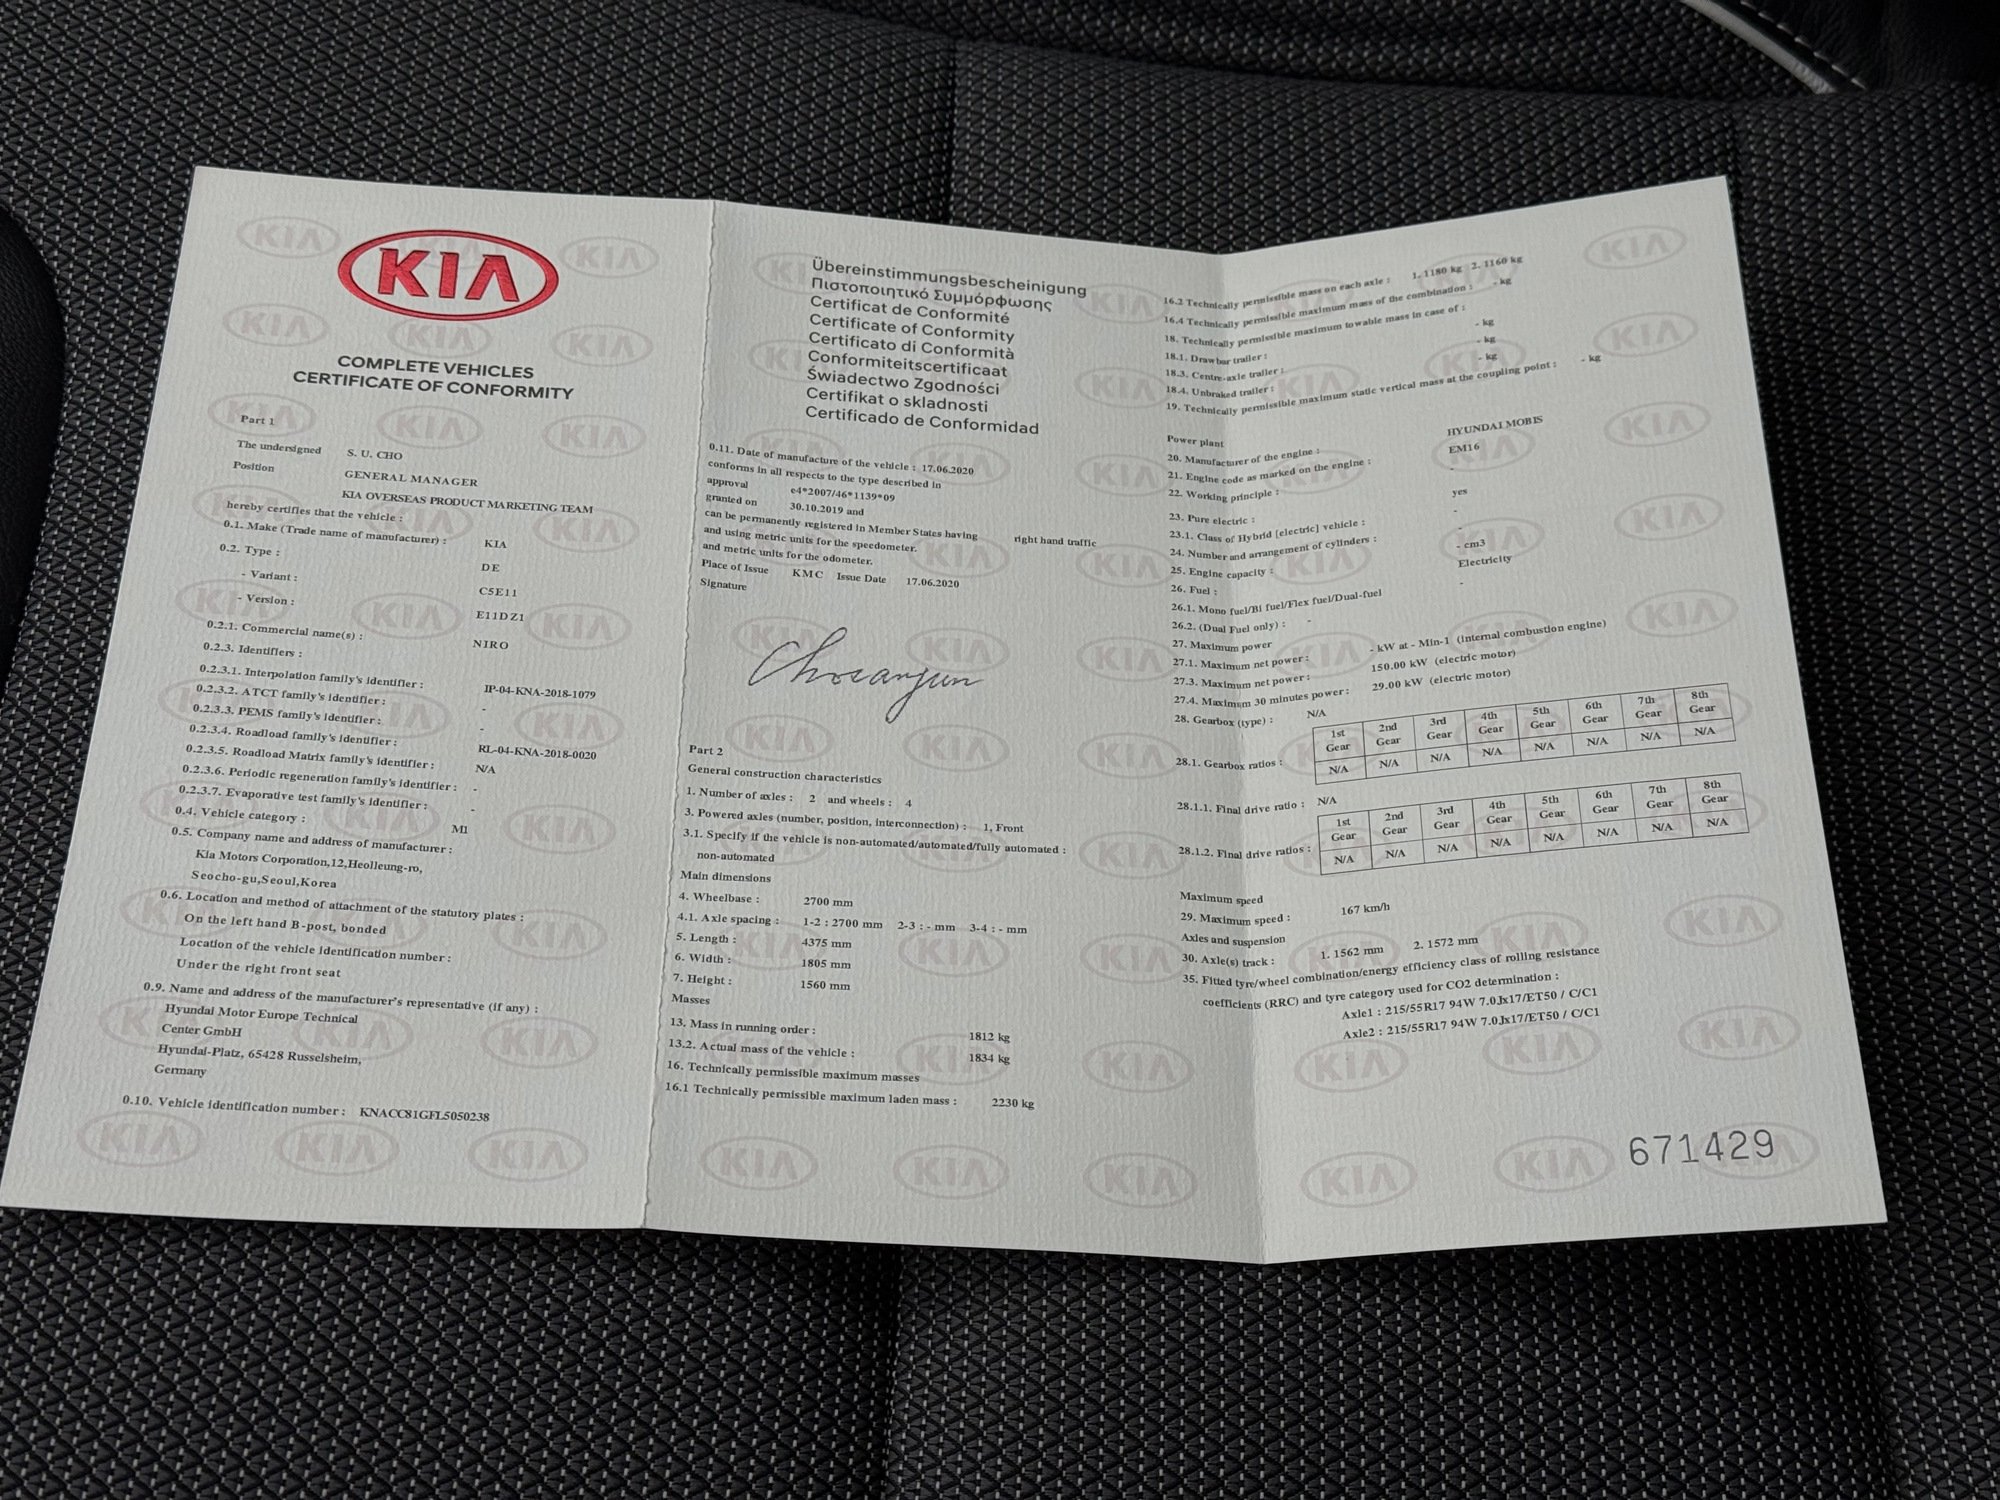 KIA
COMPLETE VEHICLES
CERTIFICATE OF CONFORMITY
Part 1
The undersigned S. U. CHO
Position GENERAL MANAGER
KIA OVERSEAS PRODUCT MARKETING TEAM
hereby certifies that the vehicle :
0.1. Make (Trade name of manufacturer) : KIA
0.2. Type : DE
- Variant : C5E11
- Version : E11DZ1
0.2.1. Commercial name(s) : NIRO
0.2.3. Identifiers :
0.2.3.1. Interpolation family's identifier : IP-04-KNA-2018-1079
0.2.3.2. ATCT family's identifier : -
0.2.3.3. PEMS family's identifier : -
0.2.3.4. Roadload family's identifier : RL-04-KNA-2018-0020
0.2.3.5. Roadload Matrix family's identifier : N/A
0.2.3.6. Periodic regeneration family's identifier : -
0.2.3.7. Evaporative test family's identifier : -
0.4. Vehicle category : M1
0.5. Company name and address of manufacturer :
Kia Motors Corporation,12,Heolleung-ro,
Seocho-gu,Seoul,Korea
0.6. Location and method of attachment of the statutory plates :
On the left hand B-post, bonded
Location of the vehicle identification number :
Under the right front seat
0.9. Name and address of the manufacturer's representative (if any) :
Hyundai Motor Europe Technical
Center GmbH
Hyundai-Platz, 65428 Russelsheim,
Germany
0.10. Vehicle identification number : KNACC81GFL5050238
Übereinstimmungsbescheinigung
Πιστοποιητικό Συμμόρφωσης
Certificat de Conformité
Certificate of Conformity
Certificato di Conformità
Conformiteitscertificaat
Świadectwo Zgodności
Certifikat o skladnosti
Certificado de Conformidad
0.11. Date of manufacture of the vehicle : 17.06.2020
conforms in all respects to the type described in
approval e4*2007/46*1139*09
granted on 30.10.2019 and
can be permanently registered in Member States having right hand traffic
and using metric units for the speedometer.
and metric units for the odometer.
Place of Issue KMC Issue Date 17.06.2020
Signature
Part 2
General construction characteristics
1. Number of axles : 2 and wheels : 4
3. Powered axles (number, position, interconnection) : 1, Front
3.1. Specify if the vehicle is non-automated/automated/fully automated :
non-automated
Main dimensions
4. Wheelbase : 2700 mm
4.1. Axle spacing : 1-2 : 2700 mm 2-3 : - mm 3-4 : - mm
5. Length : 4375 mm
6. Width : 1805 mm
7. Height : 1560 mm
Masses
13. Mass in running order : 1812 kg
13.2. Actual mass of the vehicle : 1834 kg
16. Technically permissible maximum masses
16.1 Technically permissible maximum laden mass : 2230 kg
16.2 Technically permissible mass on each axle : 1. 1180 kg 2. 1160 kg
16.4 Technically permissible maximum mass of the combination : - kg
18. Technically permissible maximum towable mass in case of :
18.1. Drawbar trailer : - kg
18.3. Centre-axle trailer : - kg
18.4. Unbraked trailer : - kg
19. Technically permissible maximum static vertical mass at the coupling point : - kg
Power plant
20. Manufacturer of the engine : HYUNDAI MOBIS
21. Engine code as marked on the engine : EM16
22. Working principle : -
23. Pure electric : yes
23.1. Class of Hybrid [electric] vehicle : -
24. Number and arrangement of cylinders : -
25. Engine capacity : - cm3
26. Fuel : Electricity
26.1. Mono fuel/Bi fuel/Flex fuel/Dual-fuel -
26.2. (Dual Fuel only) : -
27. Maximum power
27.1. Maximum net power : - kW at - Min-1 (internal combustion engine)
27.3. Maximum net power : 150.00 kW (electric motor)
27.4. Maximum 30 minutes power : 29.00 kW (electric motor)
28. Gearbox (type) : N/A
28.1. Gearbox ratios :
1st Gear 2nd Gear 3rd Gear 4th Gear 5th Gear 6th Gear 7th Gear 8th Gear
N/A N/A N/A N/A N/A N/A N/A N/A
28.1.1. Final drive ratio : N/A
28.1.2. Final drive ratios :
1st Gear 2nd Gear 3rd Gear 4th Gear 5th Gear 6th Gear 7th Gear 8th Gear
N/A N/A N/A N/A N/A N/A N/A N/A
Maximum speed
29. Maximum speed : 167 km/h
Axles and suspension
30. Axle(s) track : 1. 1562 mm 2. 1572 mm
35. Fitted tyre/wheel combination/energy efficiency class of rolling resistance
coefficients (RRC) and tyre category used for CO2 determination :
Axle1 : 215/55R17 94W 7.0Jx17/ET50 / C/C1
Axle2 : 215/55R17 94W 7.0Jx17/ET50 / C/C1
671429